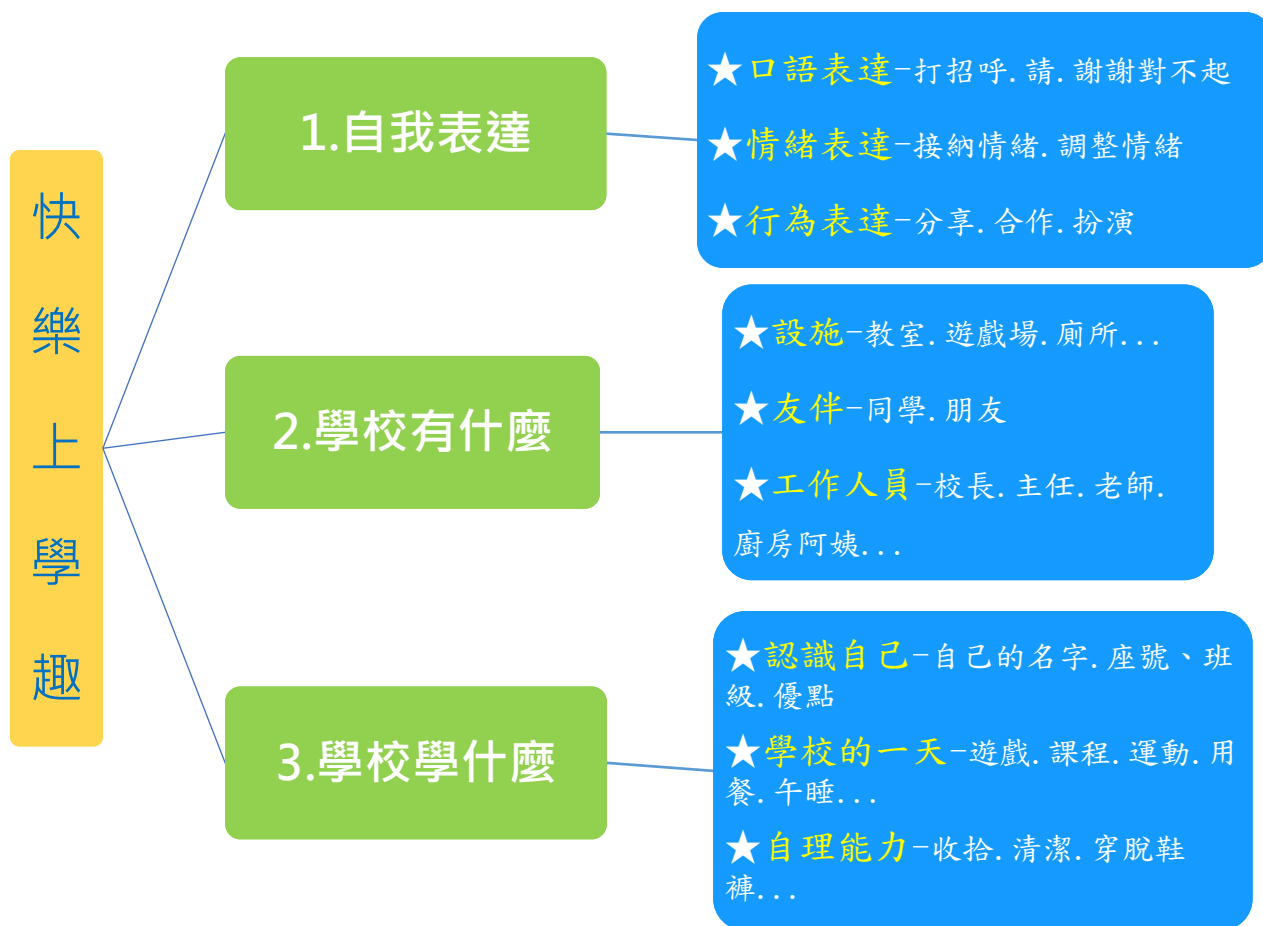 快樂上學趣
1.自我表達
★口語表達-打招呼.請.謝謝對不起
★情緒表達-接納情緒.調整情緒
★行為表達-分享.合作.扮演
2.學校有什麼
★設施-教室.遊戲場.廁所...
★友伴-同學.朋友
★工作人員-校長.主任.老師.
廚房阿姨...
3.學校學什麼
★認識自己-自己的名字.座號、班
級.優點
★學校的一天-遊戲.課程.運動.用
餐.午睡...
★自理能力-收拾.清潔.穿脫鞋
褲...